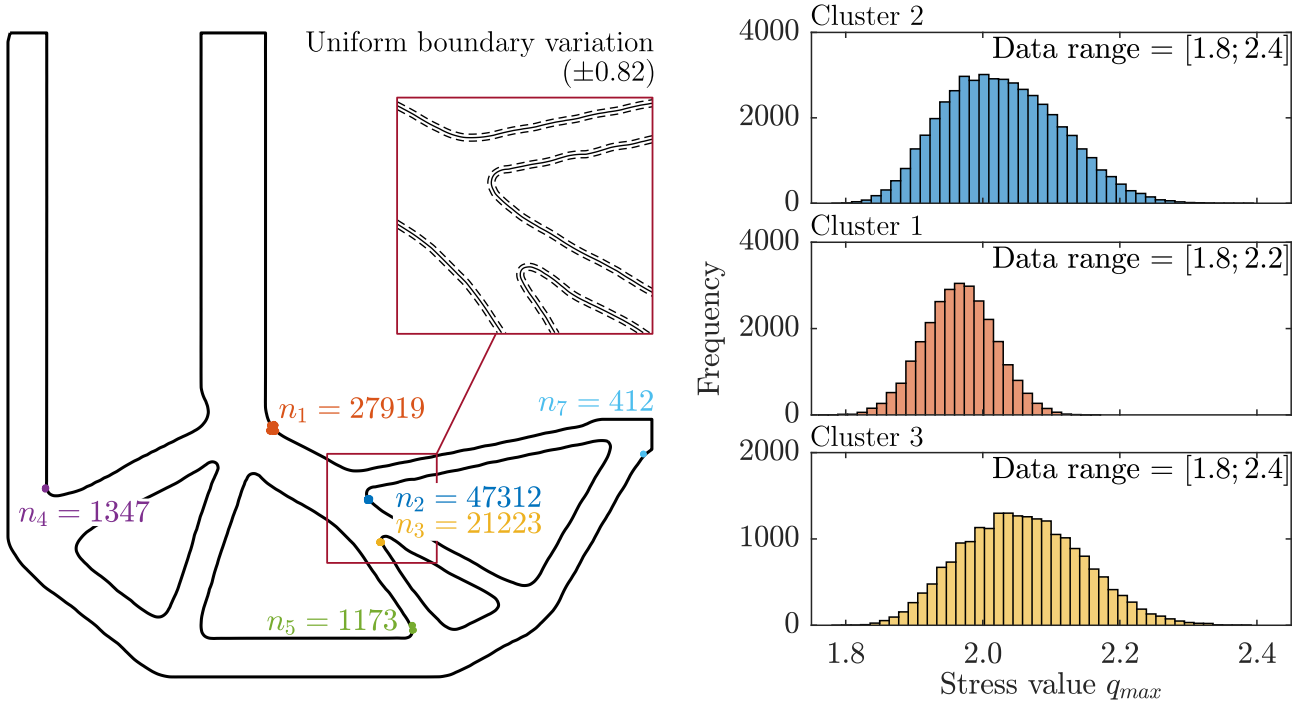 Uniform boundary variation
(±0.82)
n₁ = 27919
n₇ = 412
n₂ = 47312
n₃ = 21223
n₄ = 1347
n₅ = 1173
Cluster 2
Data range = [1.8; 2.4]
4000
2000
0
Cluster 1
Data range = [1.8; 2.2]
4000
2000
0
Cluster 3
Data range = [1.8; 2.4]
2000
1000
0
Frequency
1.8 2.0 2.2 2.4
Stress value qₘₐₓ